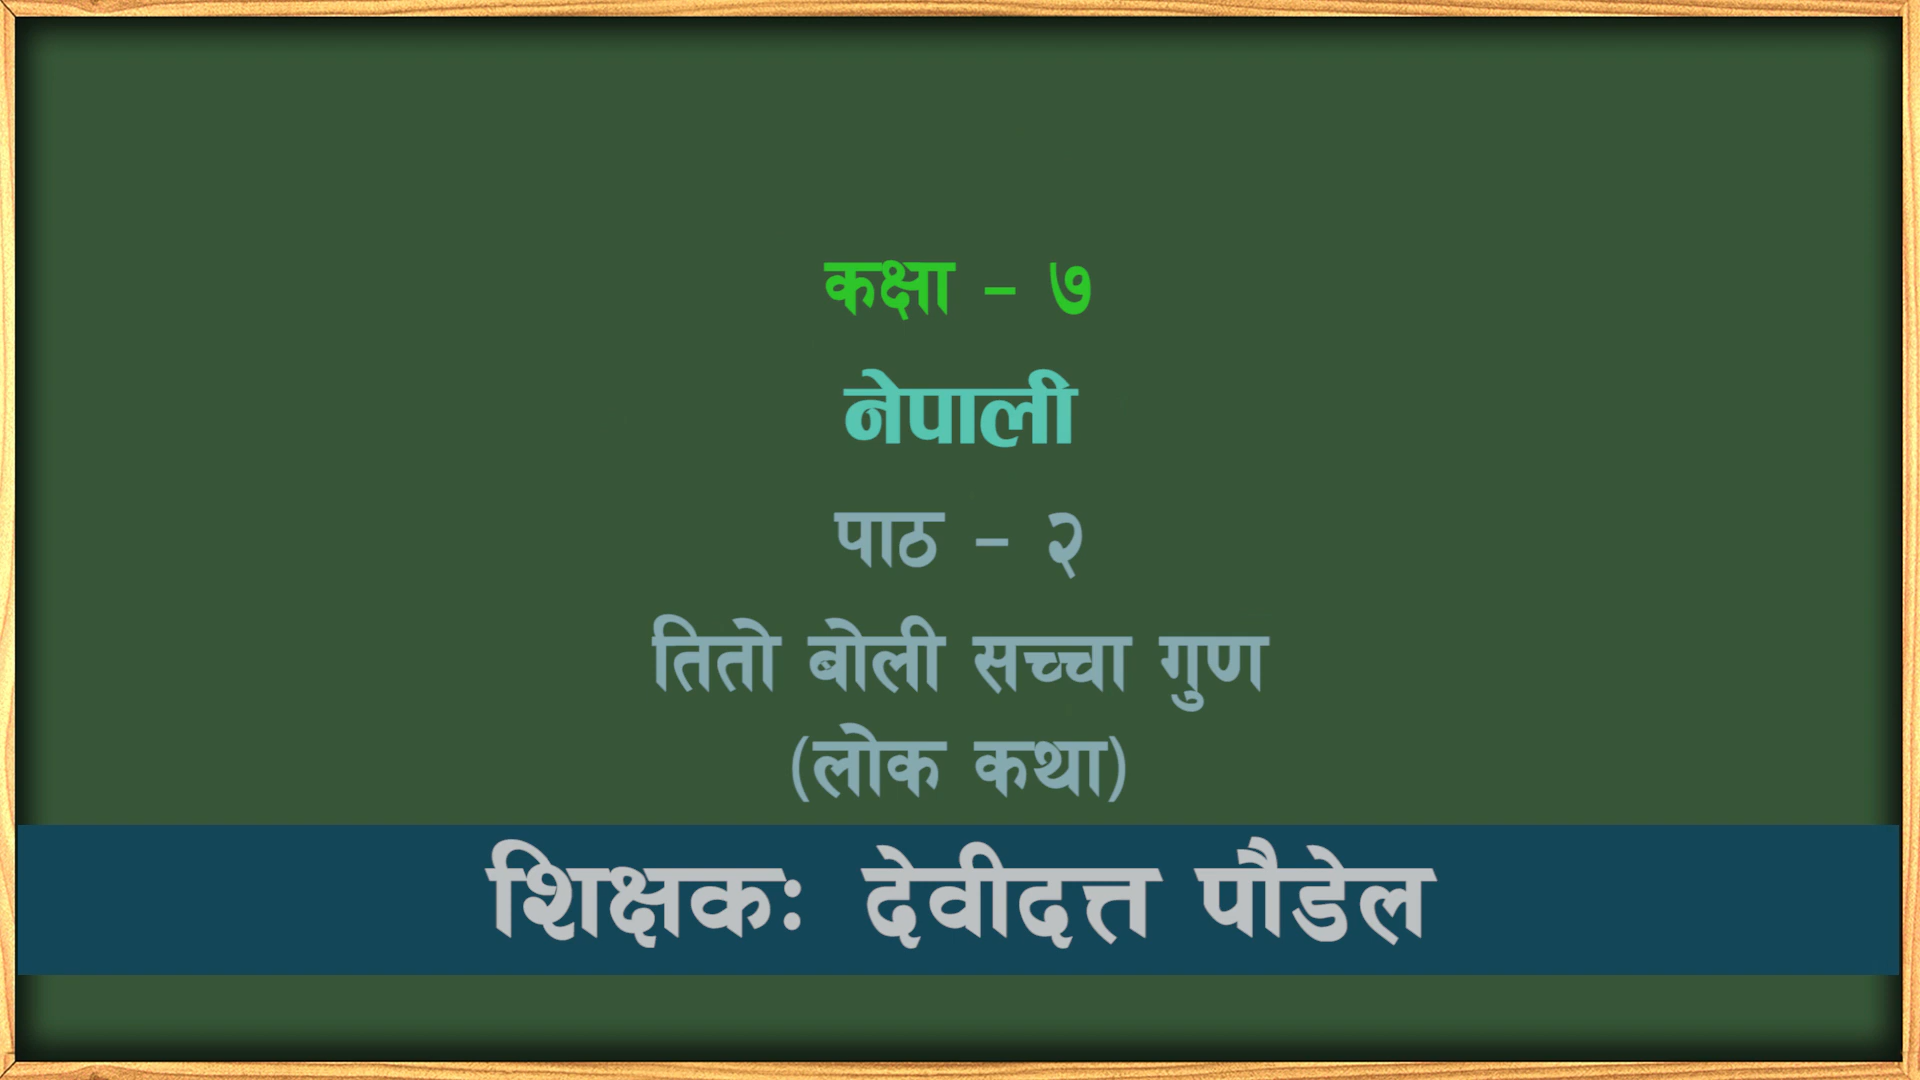 कक्षा – ७
नेपाली
पाठ – २
तितो बोली सच्चा गुण
(लोक कथा)
शिक्षकः देवीदत्त पौडेल